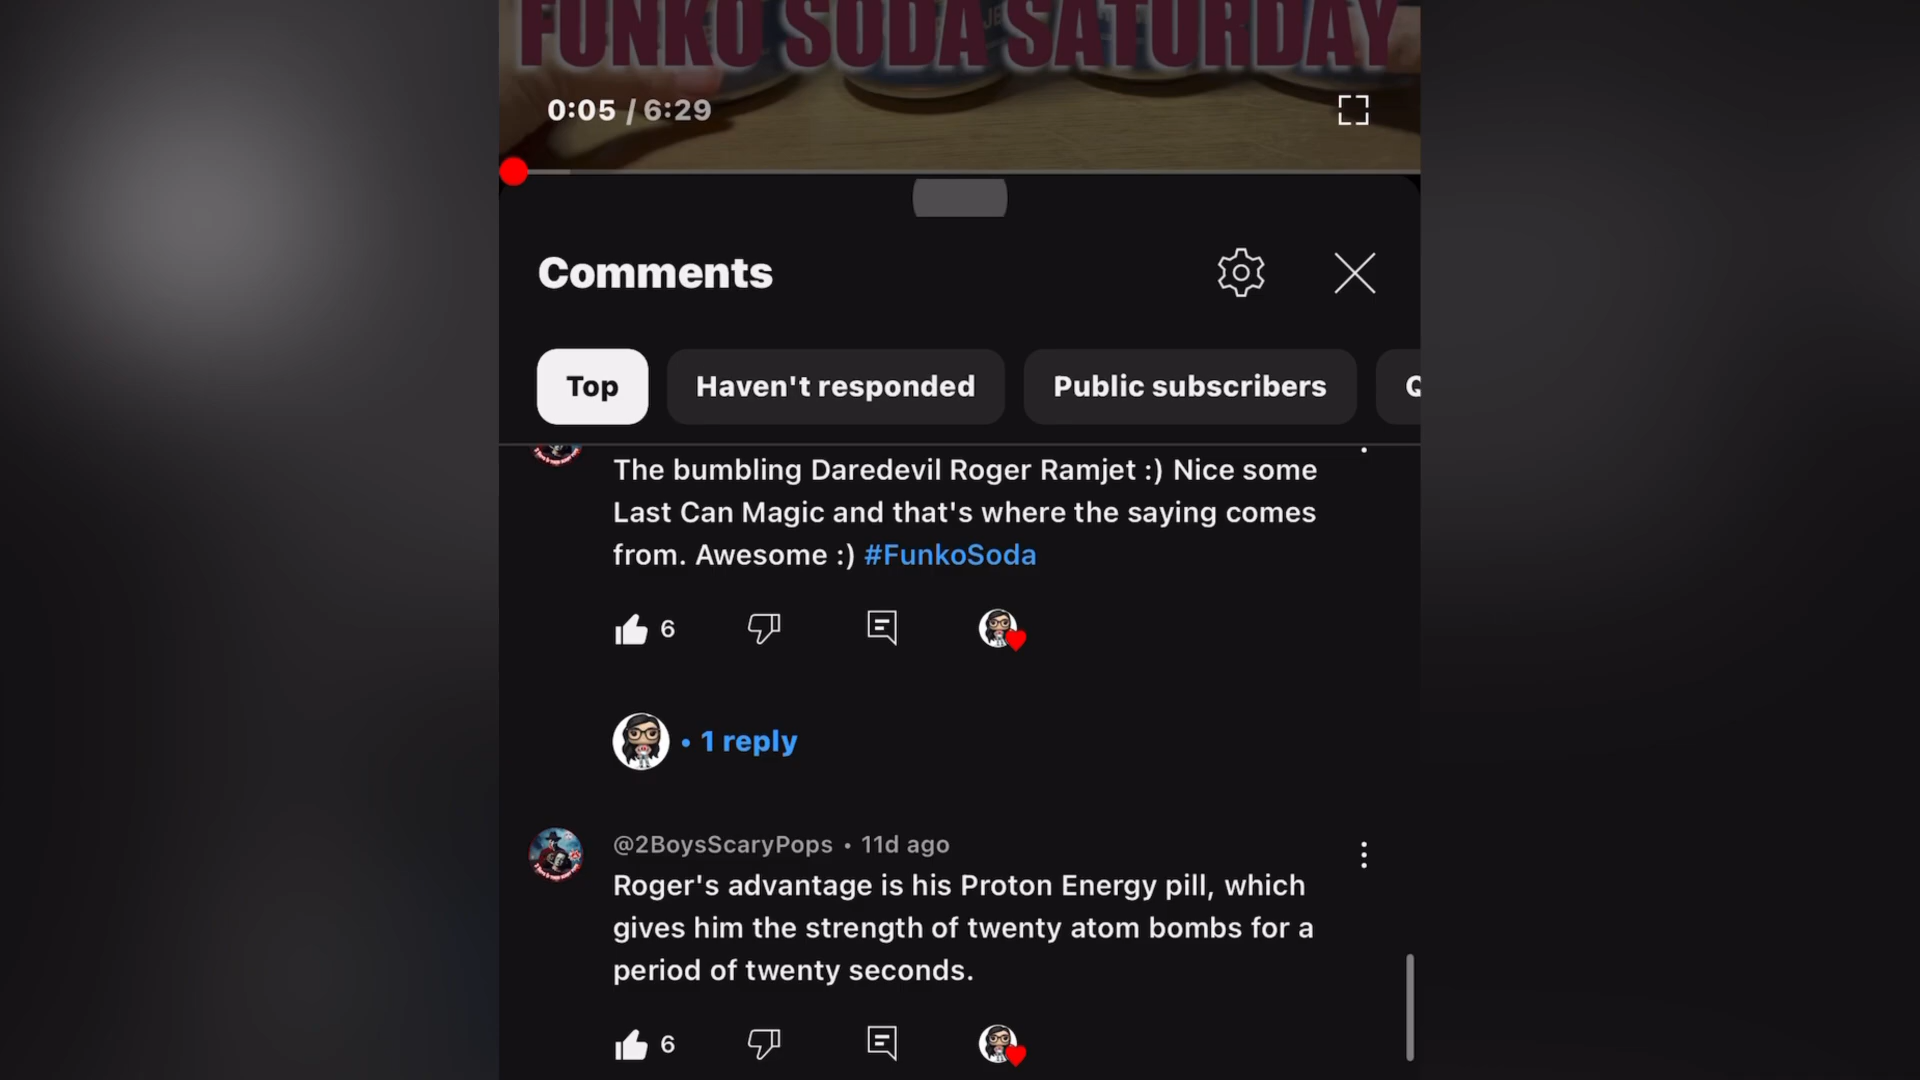 FUNKO SODA SATURDAY
0:05 / 6:29
Comments
Top
Haven't responded
Public subscribers
The bumbling Daredevil Roger Ramjet :) Nice some
Last Can Magic and that's where the saying comes
from. Awesome :) #FunkoSoda
6
• 1 reply
@2BoysScaryPops • 11d ago
Roger's advantage is his Proton Energy pill, which
gives him the strength of twenty atom bombs for a
period of twenty seconds.
6